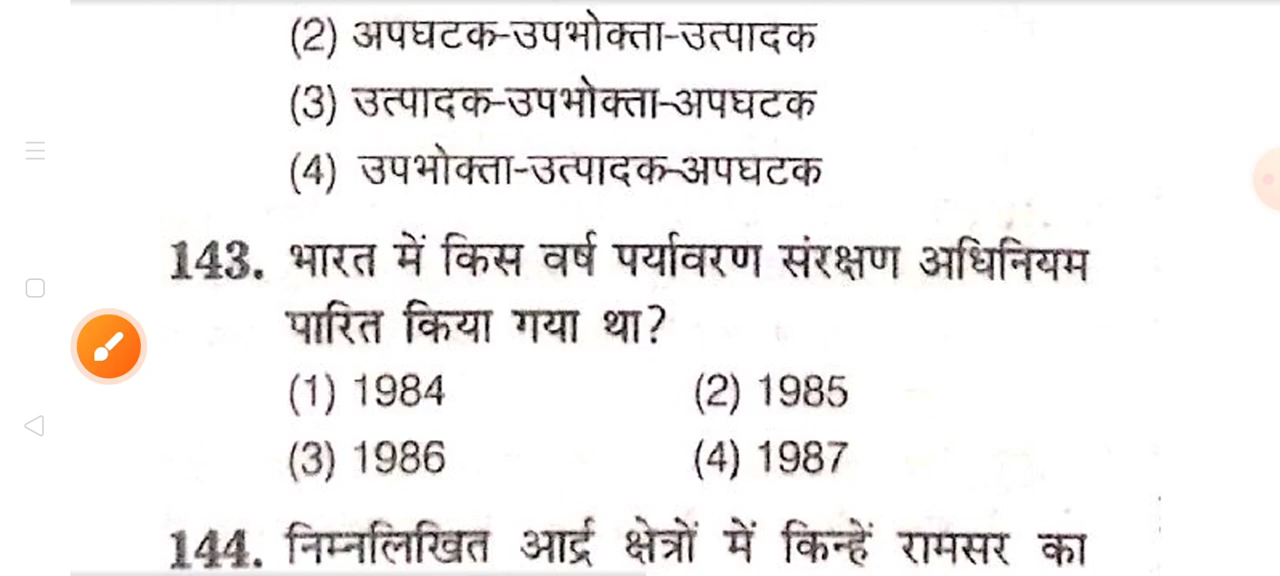 (2) अपघटक-उपभोक्ता-उत्पादक
(3) उत्पादक-उपभोक्ता-अपघटक
(4) उपभोक्ता-उत्पादक-अपघटक
143. भारत में किस वर्ष पर्यावरण संरक्षण अधिनियम
पारित किया गया था?
(1) 1984 (2) 1985
(3) 1986 (4) 1987
144. निम्नलिखित आर्द्र क्षेत्रों में किन्हें रामसर का